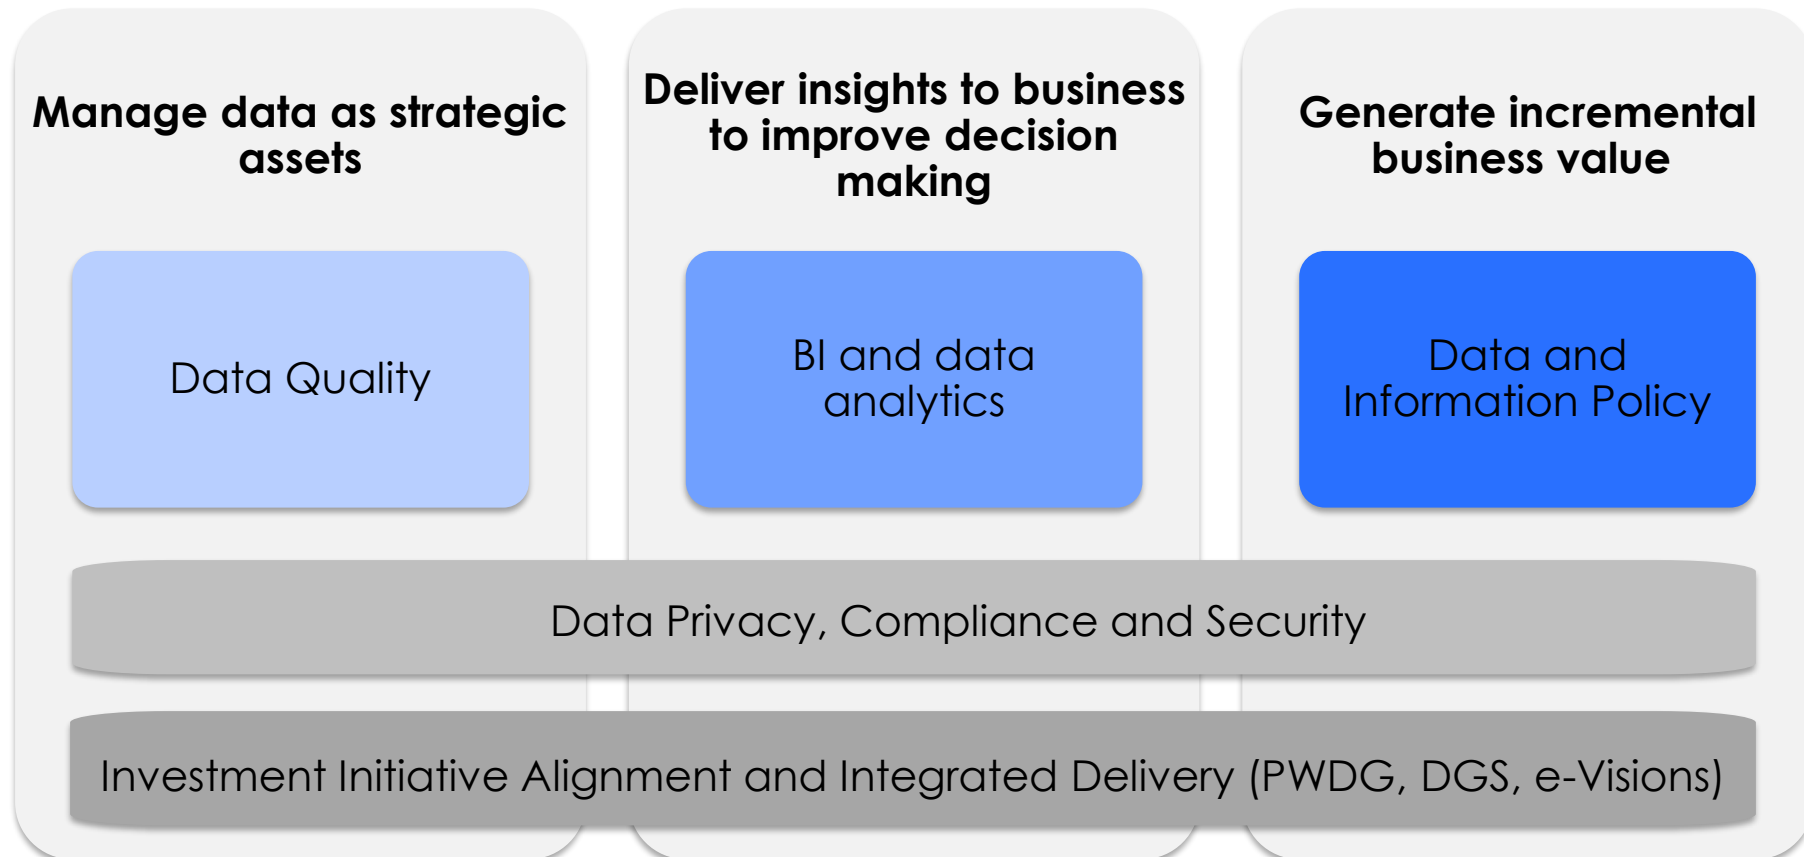 Manage data as strategic
assets
Deliver insights to business
to improve decision
making
Generate incremental
business value
Data Quality
BI and data
analytics
Data and
Information Policy
Data Privacy, Compliance and Security
Investment Initiative Alignment and Integrated Delivery (PWDG, DGS, e-Visions)